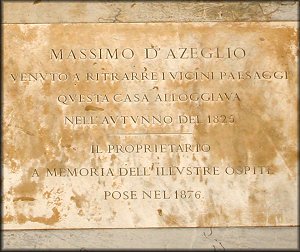 MASSIMO D'AZEGLIO
VENVTO A RITRARRE I VICINI PAESAGGI
QVESTA CASA ALLOGGIAVA
NELL'AVTVNNO DEL 1825
IL PROPRIETARIO
A MEMORIA DELL'ILLVSTRE OSPITE
POSE NEL 1876.